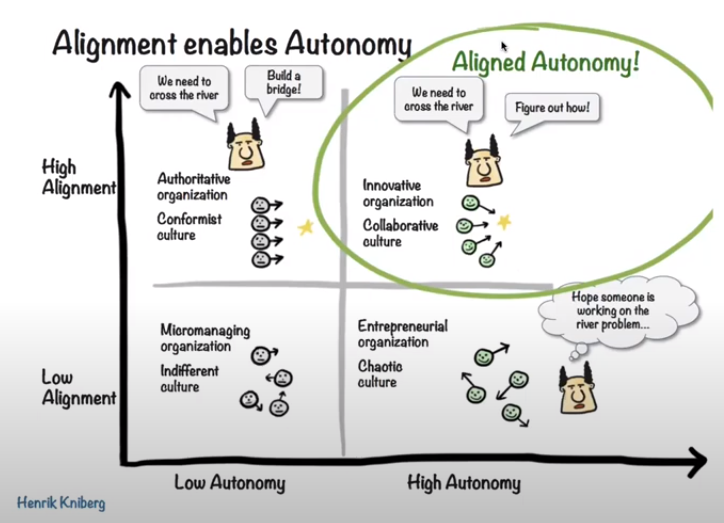 Alignment enables Autonomy
Aligned Autonomy!
We need to
cross the river
Build a
bridge!
We need to
cross the river
Figure out how!
High
Alignment
Authoritative
organization
Conformist
culture
Innovative
organization
Collaborative
culture
Hope someone is
working on the
river problem...
Low
Alignment
Micromanaging
organization
Indifferent
culture
Entrepreneurial
organization
Chaotic
culture
Low Autonomy
High Autonomy
Henrik Kniberg